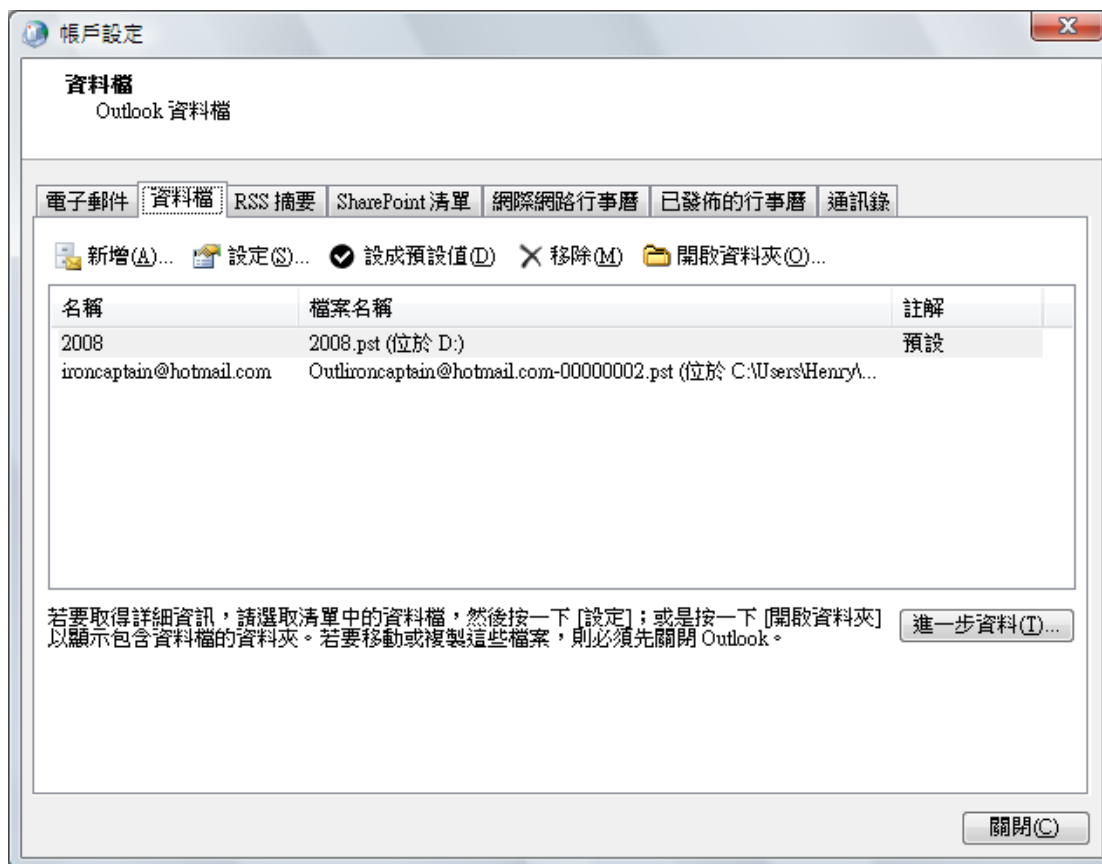 帳戶設定
資料檔
Outlook 資料檔
電子郵件 資料檔 RSS 摘要 SharePoint 清單 網際網路行事曆 已發佈的行事曆 通訊錄
新增(A)... 設定(S)... 設成預設值(D) 移除(M) 開啟資料夾(O)...
名稱 檔案名稱 註解
2008 2008.pst (位於 D:) 預設
ironcaptain@hotmail.com Outlironcaptain@hotmail.com-00000002.pst (位於 C:\Users\Henry\...
若要取得詳細資訊，請選取清單中的資料檔，然後按一下 [設定]；或是按一下 [開啟資料夾]
以顯示包含資料檔的資料夾。若要移動或複製這些檔案，則必須先關閉 Outlook。
進一步資料(T)...
關閉(C)